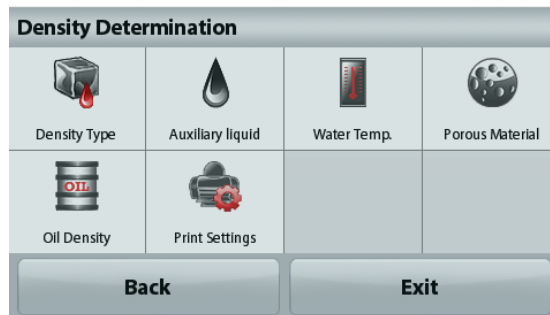 Density Determination
Density Type
Auxiliary liquid
Water Temp.
Porous Material
OIL
Oil Density
Print Settings
Back
Exit